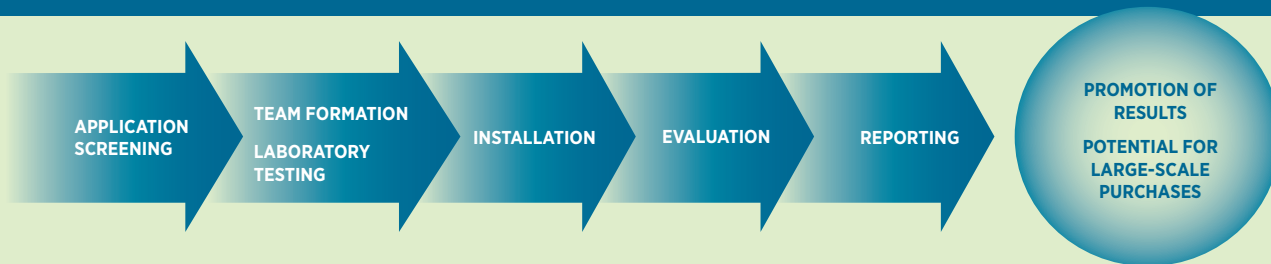 APPLICATION
SCREENING
TEAM FORMATION
LABORATORY
TESTING
INSTALLATION
EVALUATION
REPORTING
PROMOTION OF
RESULTS
POTENTIAL FOR
LARGE-SCALE
PURCHASES